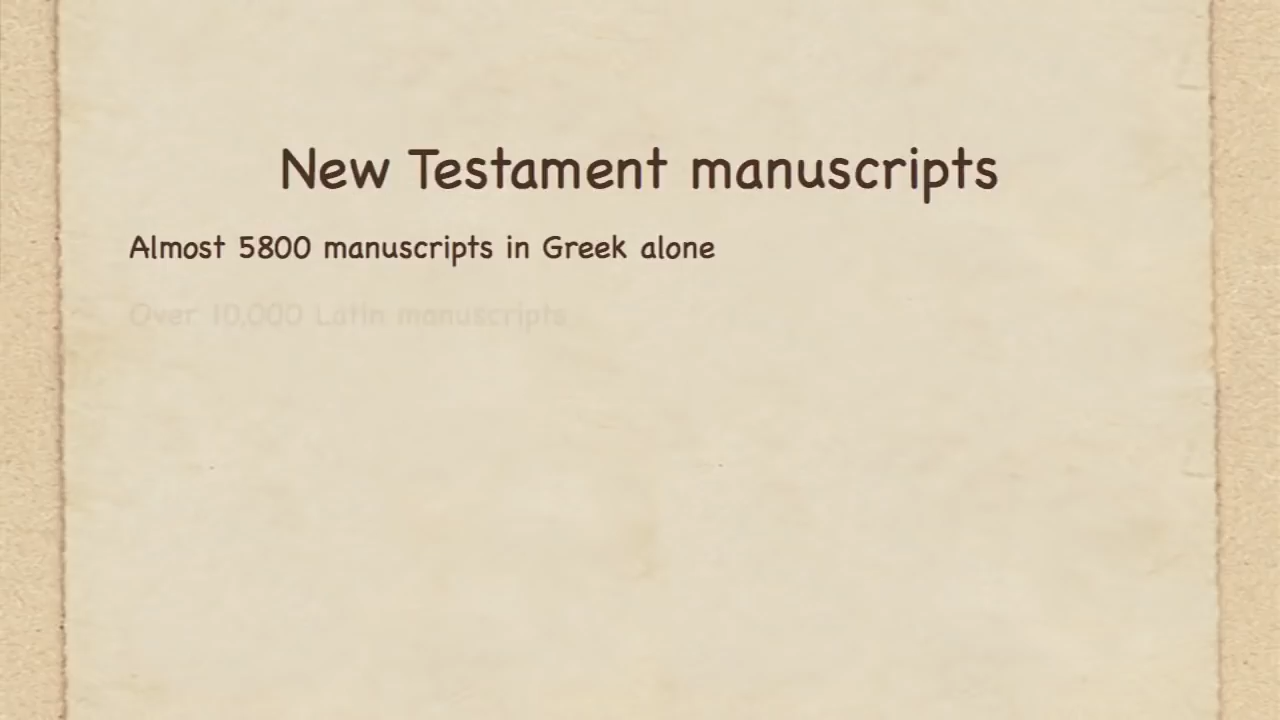 New Testament manuscripts
Almost 5800 manuscripts in Greek alone
Over 10,000 Latin manuscripts